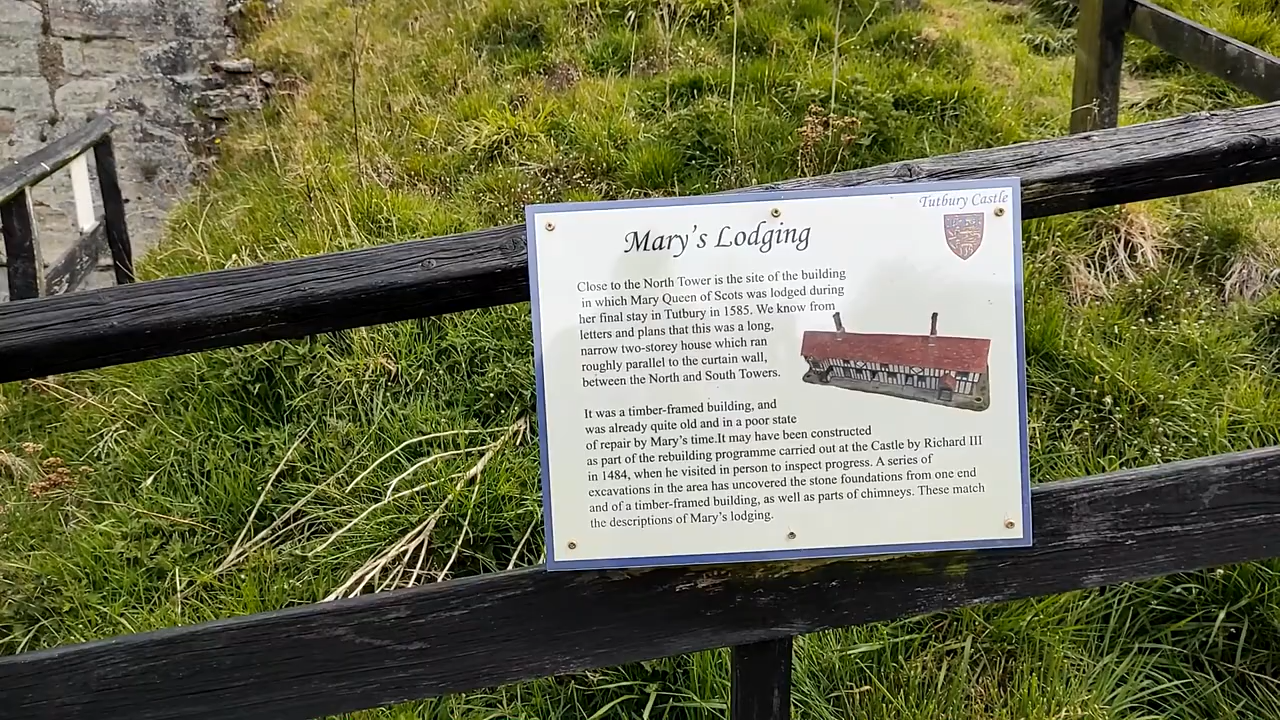 Tutbury Castle
Mary's Lodging
Close to the North Tower is the site of the building
in which Mary Queen of Scots was lodged during
her final stay in Tutbury in 1585. We know from
letters and plans that this was a long,
narrow two-storey house which ran
roughly parallel to the curtain wall,
between the North and South Towers.
It was a timber-framed building, and
was already quite old and in a poor state
of repair by Mary's time.It may have been constructed
as part of the rebuilding programme carried out at the Castle by Richard III
in 1484, when he visited in person to inspect progress. A series of
excavations in the area has uncovered the stone foundations from one end
and of a timber-framed building, as well as parts of chimneys. These match
the descriptions of Mary's lodging.